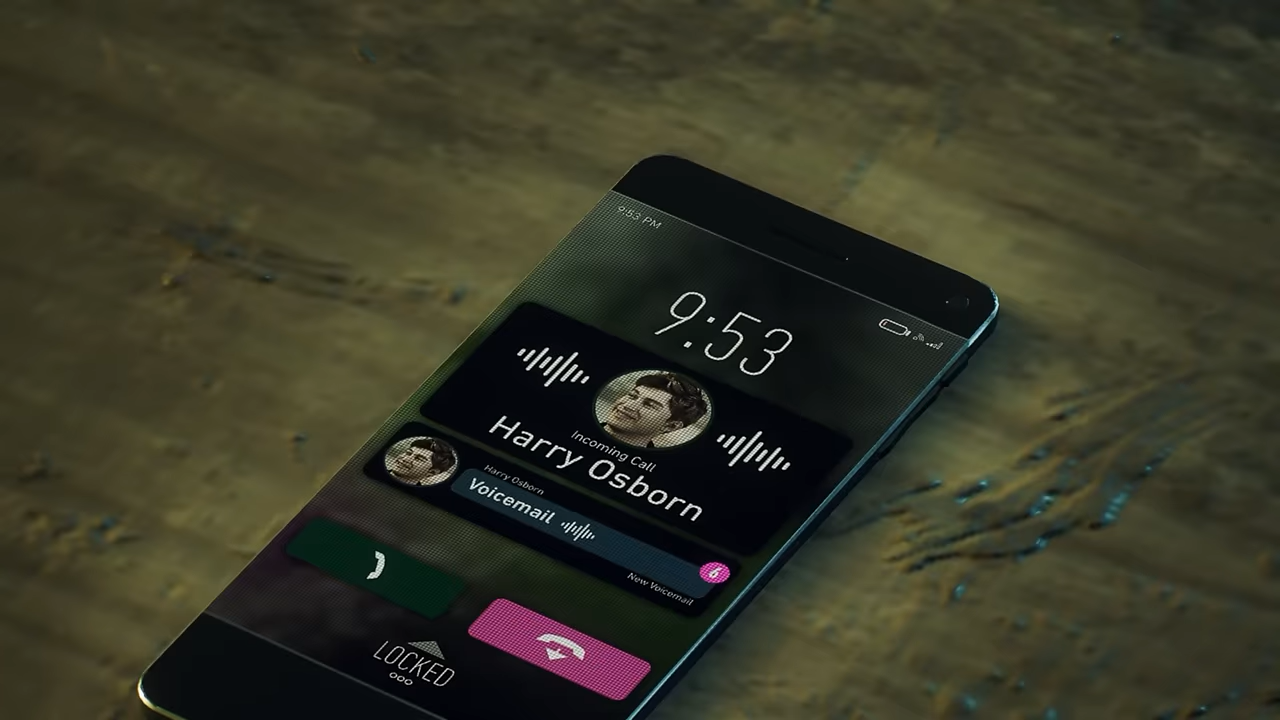 9:53 PM
9:53
Incoming Call
Harry Osborn
Harry Osborn
Voicemail
6
New Voicemail
LOCKED